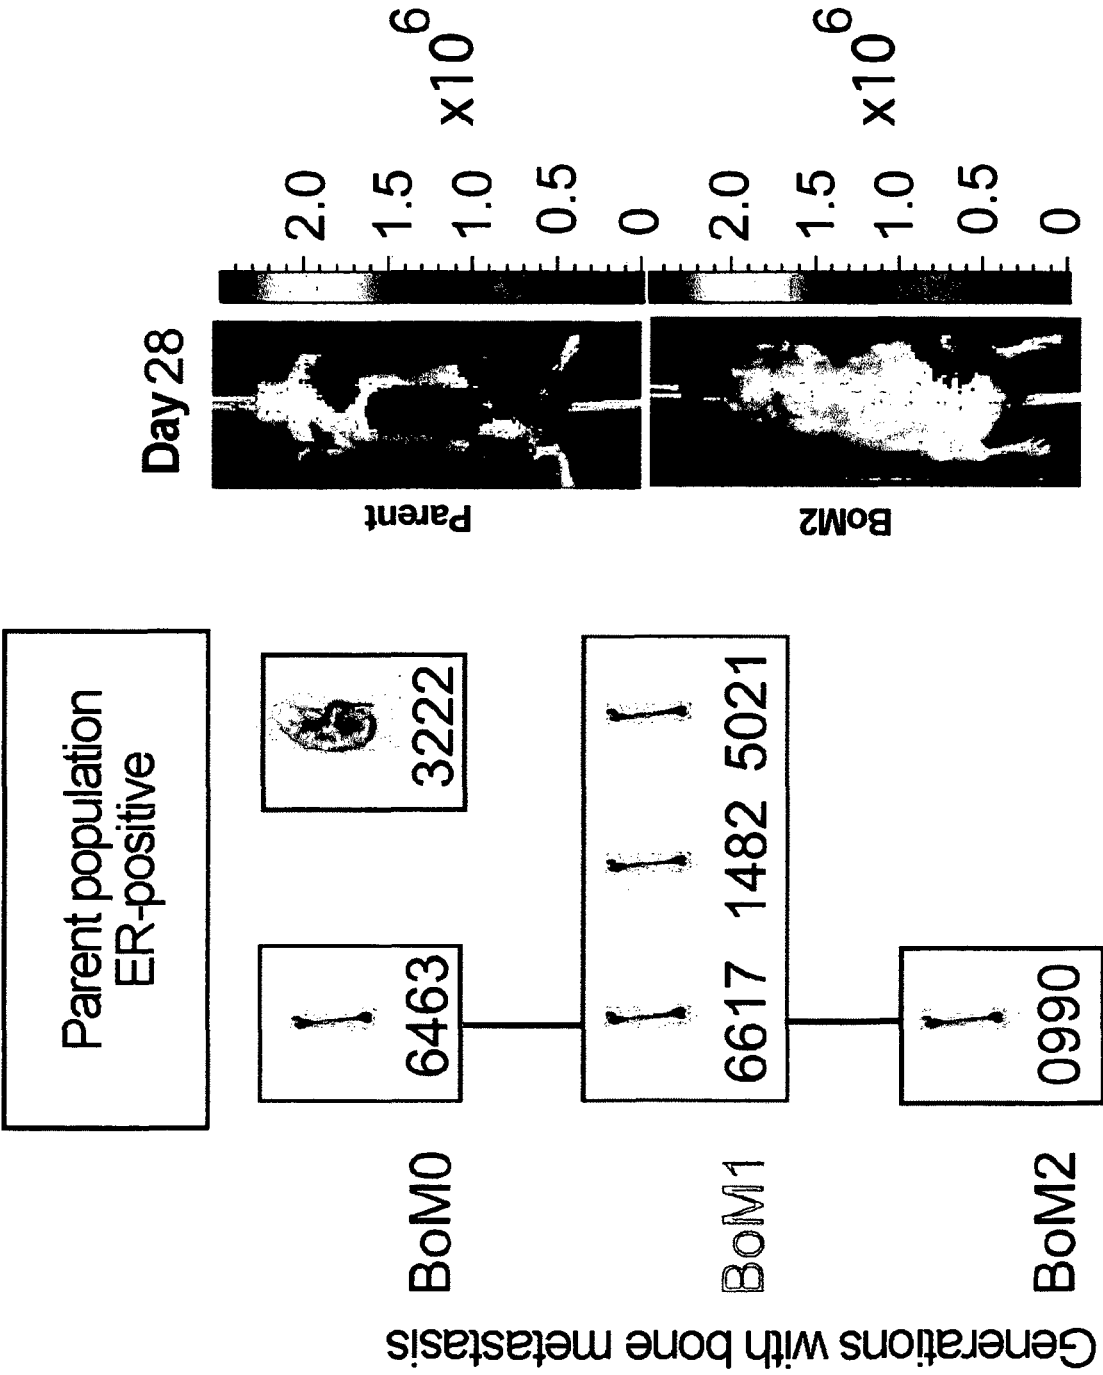 Parent population
ER-positive
Generations with bone metastasis
BoM0
6463
3222
BoM1
6617
1482
5021
BoM2
0990
Day 28
Parent
2.0
1.5
1.0
0.5
0
x10^6
BoM2
2.0
1.5
1.0
0.5
0
x10^6